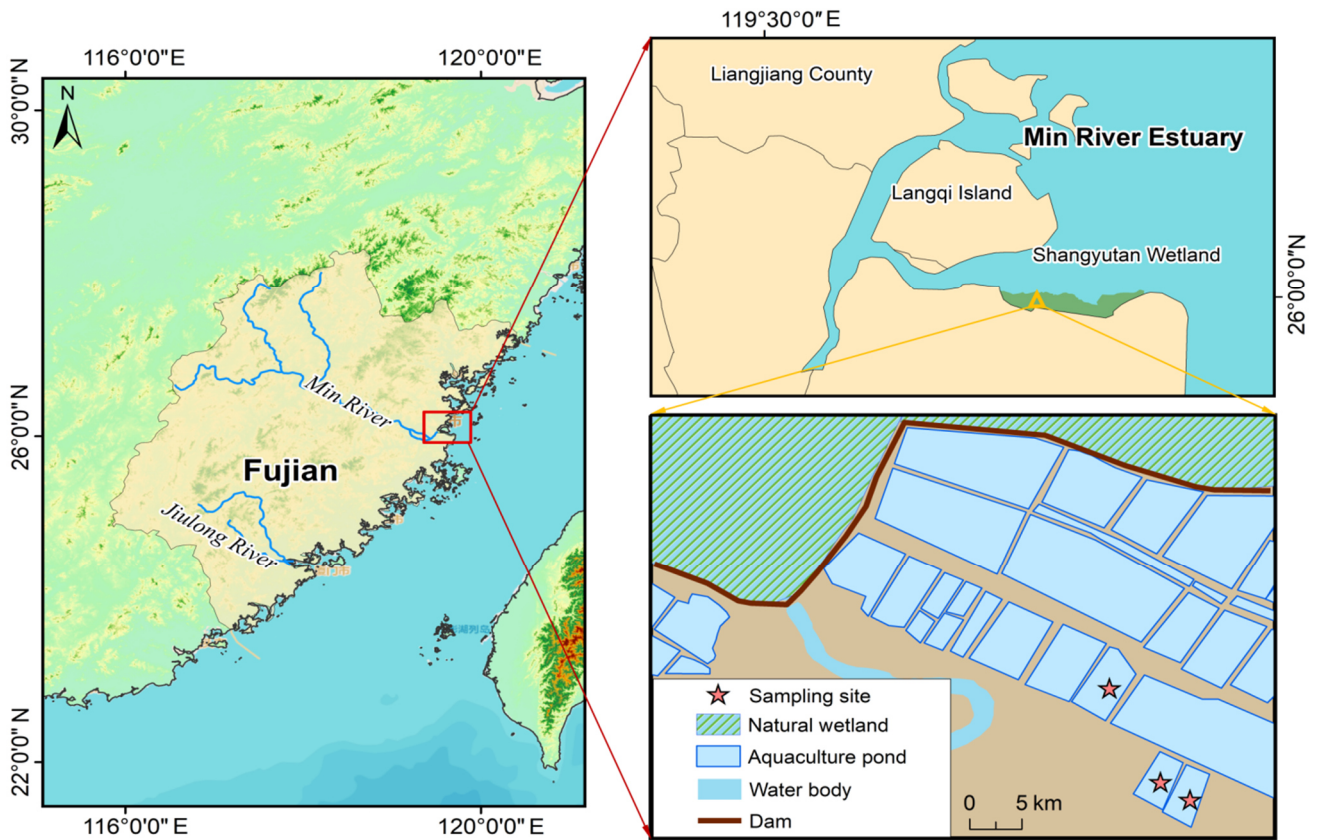 116°0'0"E
120°0'0"E
30°0'0"N
26°0'0"N
22°0'0"N
N
Min River
Fujian
Jiulong River
116°0'0"E
120°0'0"E
119°30'0"E
Liangjiang County
Min River Estuary
Langqi Island
Shangyutan Wetland
26°0'0"N
Sampling site
Natural wetland
Aquaculture pond
Water body
Dam
0 5 km